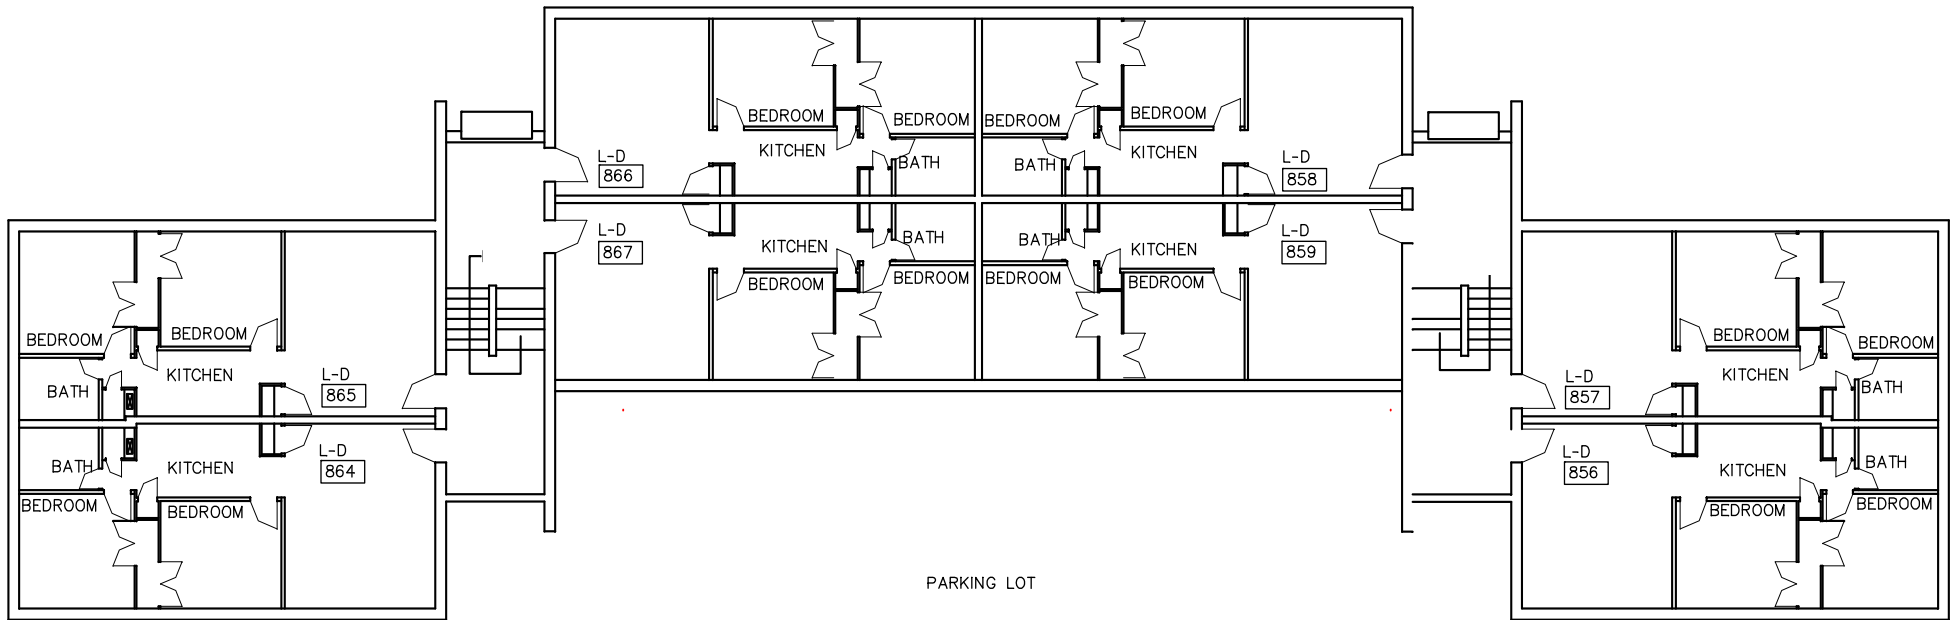 BEDROOM
BEDROOM
BEDROOM
BEDROOM
KITCHEN
KITCHEN
L-D
866
BATH
BATH
L-D
858
L-D
867
KITCHEN
BATH
BATH
KITCHEN
L-D
859
BEDROOM
BEDROOM
BEDROOM
BEDROOM
BEDROOM
BEDROOM
KITCHEN
L-D
865
BATH
BATH
KITCHEN
L-D
864
BEDROOM
BEDROOM
BEDROOM
BEDROOM
L-D
857
KITCHEN
BATH
L-D
856
KITCHEN
BATH
BEDROOM
BEDROOM
PARKING LOT